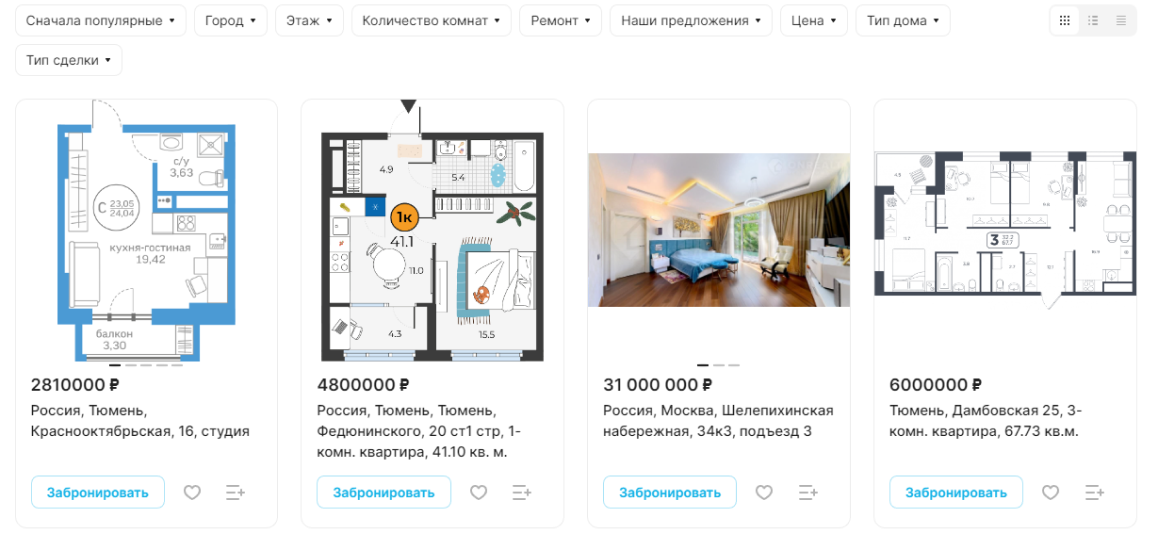 Сначала популярные
Город
Этаж
Количество комнат
Ремонт
Наши предложения
Цена
Тип дома
Тип сделки
с/у
3,63
С 23,05
24,04
кухня-гостиная
19,42
балкон
3,30
2810000 ₽
Россия, Тюмень,
Краснооктябрьская, 16, студия
Забронировать
4.9
5.4
1к
41.1
11.0
4.3
15.5
4800000 ₽
Россия, Тюмень, Тюмень,
Федюнинского, 20 ст1 стр, 1-
комн. квартира, 41.10 кв. м.
Забронировать
31 000 000 ₽
Россия, Москва, Шелепихинская
набережная, 34к3, подъезд 3
Забронировать
3
6000000 ₽
Тюмень, Дамбовская 25, 3-
комн. квартира, 67.73 кв.м.
Забронировать